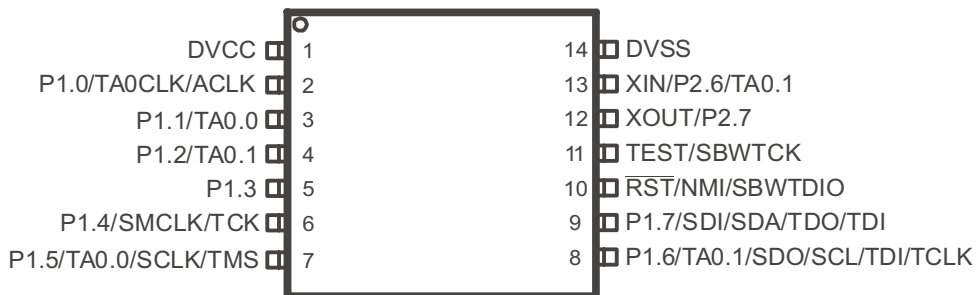 DVCC 1 14 DVSS
P1.0/TA0CLK/ACLK 2 13 XIN/P2.6/TA0.1
P1.1/TA0.0 3 12 XOUT/P2.7
P1.2/TA0.1 4 11 TEST/SBWTCK
P1.3 5 10 RST/NMI/SBWTDIO
P1.4/SMCLK/TCK 6 9 P1.7/SDI/SDA/TDO/TDI
P1.5/TA0.0/SCLK/TMS 7 8 P1.6/TA0.1/SDO/SCL/TDI/TCLK